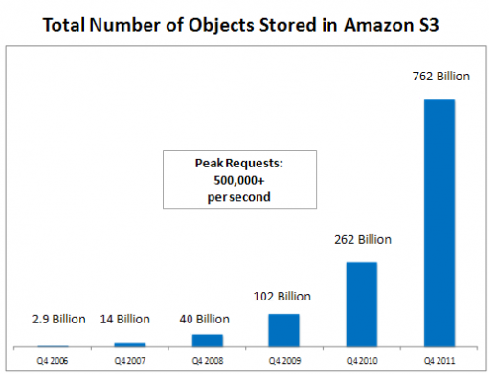 Total Number of Objects Stored in Amazon S3
762 Billion
Peak Requests:
500,000+
per second
262 Billion
102 Billion
2.9 Billion 14 Billion 40 Billion
Q4 2006 Q4 2007 Q4 2008 Q4 2009 Q4 2010 Q4 2011